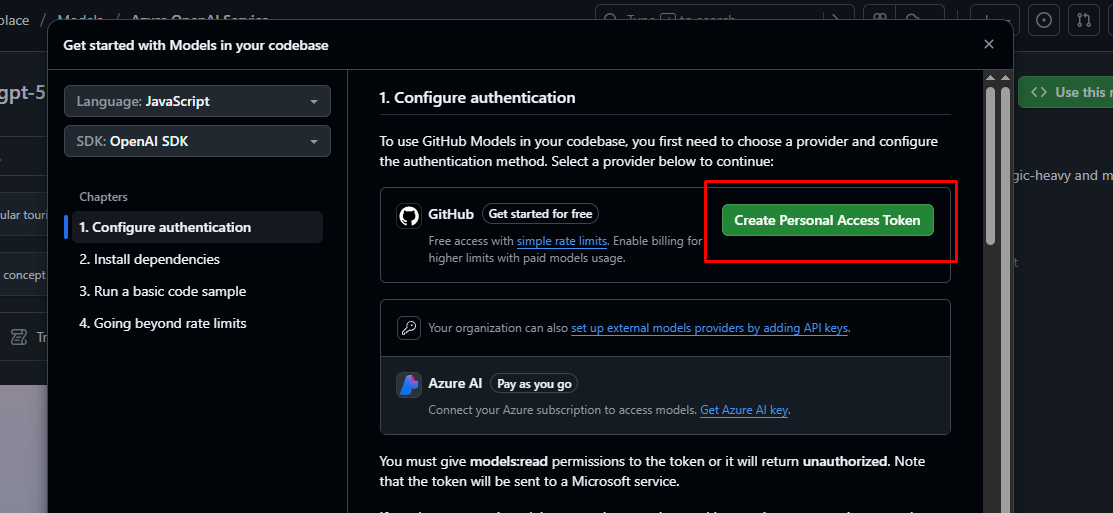 place / Models / Azure OpenAI Service
Type / to search
Get started with Models in your codebase
gpt-5
Use this
Language: JavaScript
SDK: OpenAI SDK
Chapters
1. Configure authentication
2. Install dependencies
3. Run a basic code sample
4. Going beyond rate limits
1. Configure authentication
To use GitHub Models in your codebase, you first need to choose a provider and configure
the authentication method. Select a provider below to continue:
GitHub Get started for free
Create Personal Access Token
Free access with simple rate limits. Enable billing for
higher limits with paid models usage.
Your organization can also set up external models providers by adding API keys.
Azure AI Pay as you go
Connect your Azure subscription to access models. Get Azure AI key.
You must give models:read permissions to the token or it will return unauthorized. Note
that the token will be sent to a Microsoft service.
ular touri
concept
Tr
gic-heavy and m